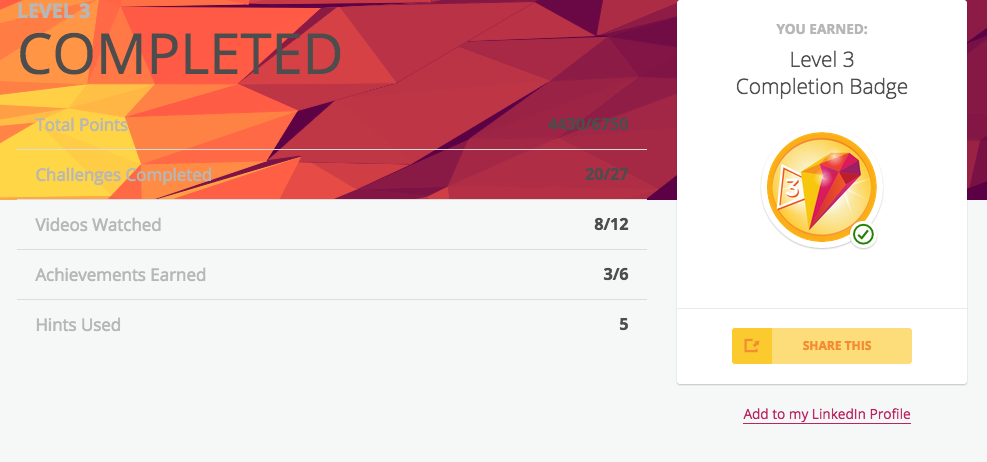 LEVEL 3
COMPLETED
Total Points 4430/6750
Challenges Completed 20/27
Videos Watched 8/12
Achievements Earned 3/6
Hints Used 5
YOU EARNED:
Level 3
Completion Badge
3
SHARE THIS
Add to my LinkedIn Profile